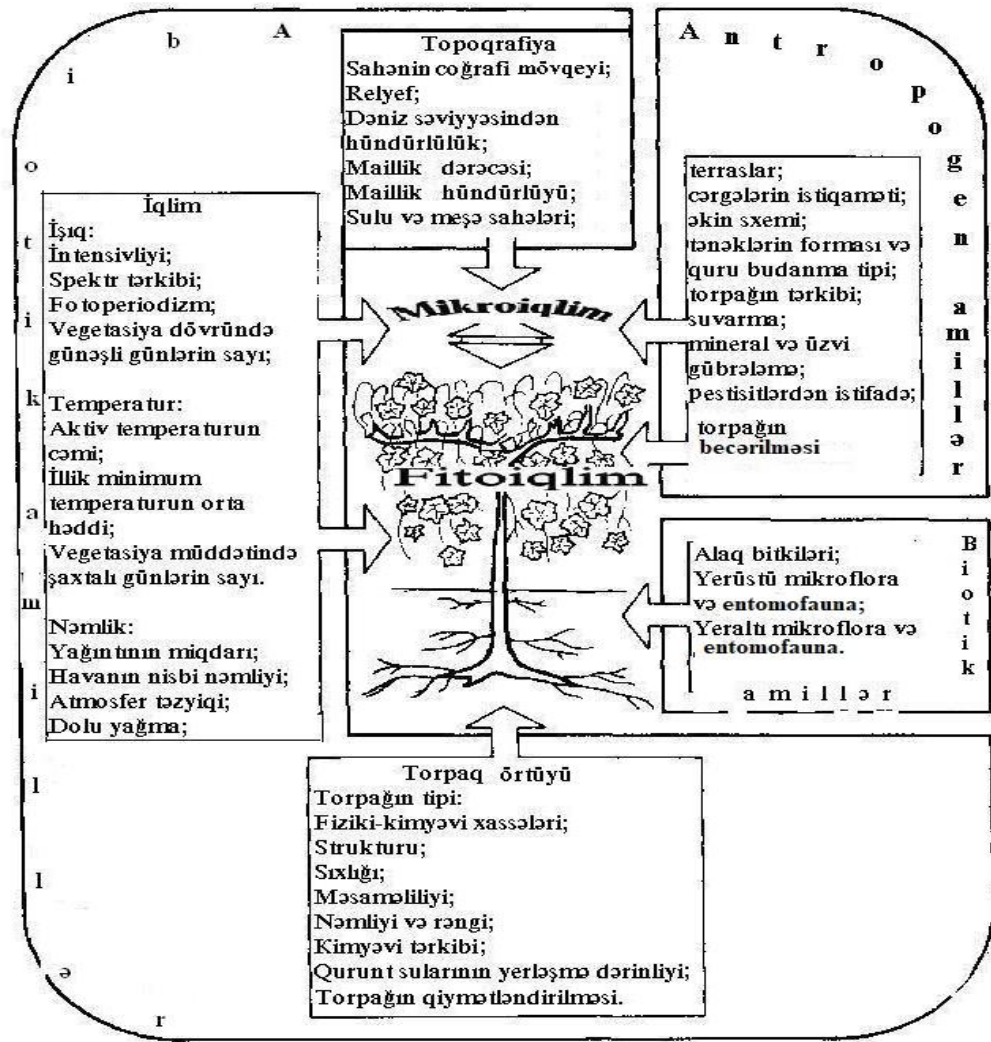 Abiotik amillər
Topoqrafiya
Sahənin coğrafi mövqeyi;
Relyef;
Dəniz səviyyəsindən
hündürlülük;
Maillik dərəcəsi;
Maillik hündürlüyü;
Sulu və meşə sahələri;
Antropogen amillər
terraslar;
cərgələrin istiqaməti;
əkin sxemi;
tənəklərin forması və
quru budanma tipi;
torpağın tərkibi;
suvarma;
mineral və üzvi
gübrələmə;
pestisitlərdən istifadə;
torpağın
becərilməsi
İqlim
İşıq:
İntensivliyi;
Spektr tərkibi;
Fotoperiodizm;
Vegetasiya dövründə
günəşli günlərin sayı;
Temperatur:
Aktiv temperaturun
cəmi;
İllik minimum
temperaturun orta
həddi;
Vegetasiya müddətində
şaxtalı günlərin sayı.
Nəmlik:
Yağıntının miqdarı;
Havanın nisbi nəmliyi;
Atmosfer təzyiqi;
Dolu yağma;
Mikroiqlim
Fitoiqlim
Biotik
amillər
Alaq bitkiləri;
Yerüstü mikroflora
və entomofauna;
Yeraltı mikroflora və
entomofauna.
Torpaq örtüyü
Torpağın tipi:
Fiziki-kimyəvi xassələri;
Strukturu;
Sıxlığı;
Məsaməliliyi;
Nəmliyi və rəngi;
Kimyəvi tərkibi;
Qurunt sularının yerləşmə dərinliyi;
Torpağın qiymətləndirilməsi.